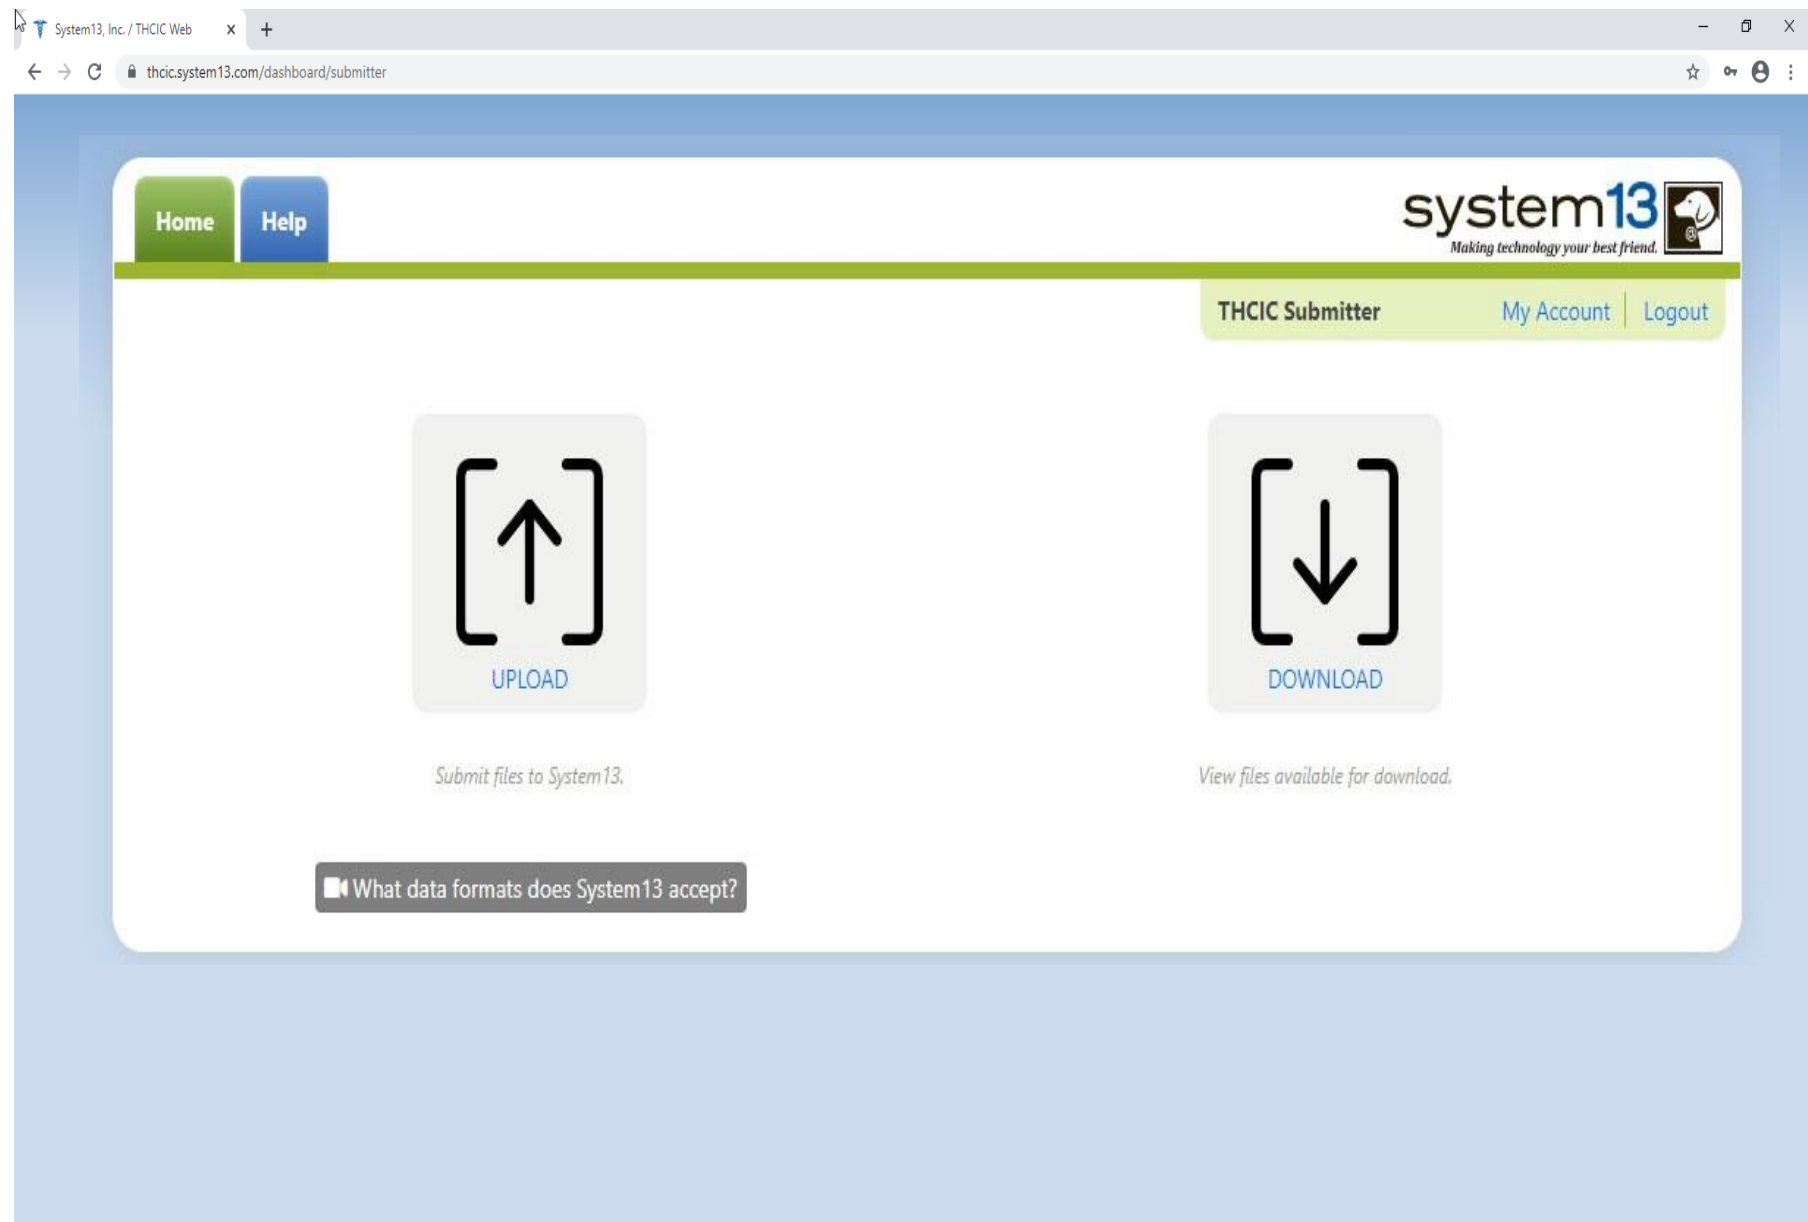 System13, Inc. / THCIC Web
thcic.system13.com/dashboard/submitter
Home
Help
system13
Making technology your best friend.
@
THCIC Submitter
My Account
Logout
UPLOAD
DOWNLOAD
Submit files to System13.
View files available for download.
What data formats does System13 accept?